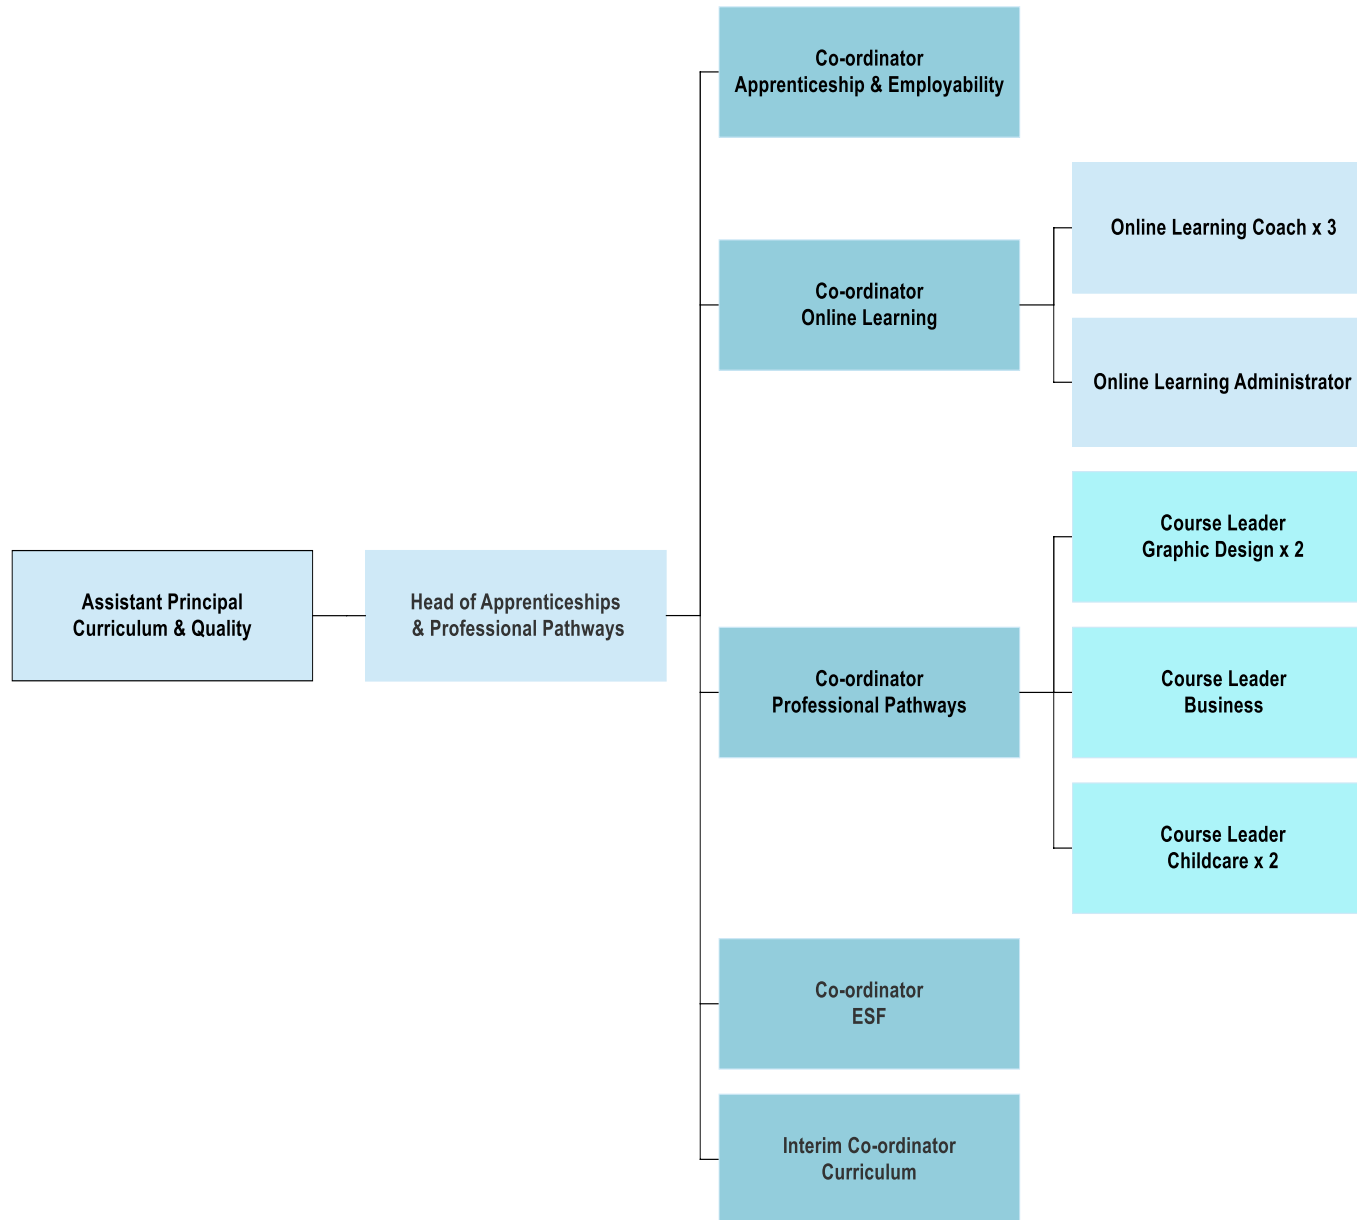 Co-ordinator
Apprenticeship & Employability
Online Learning Coach x 3
Co-ordinator
Online Learning
Online Learning Administrator
Course Leader
Graphic Design x 2
Assistant Principal
Curriculum & Quality
Head of Apprenticeships
& Professional Pathways
Co-ordinator
Professional Pathways
Course Leader
Business
Course Leader
Childcare x 2
Co-ordinator
ESF
Interim Co-ordinator
Curriculum